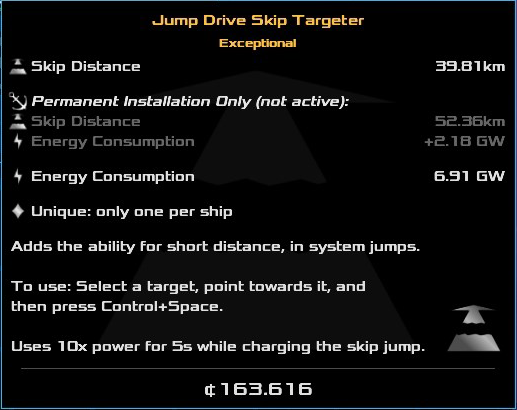 Jump Drive Skip Targeter
Exceptional
Skip Distance 39.81km
Permanent Installation Only (not active):
Skip Distance 52.36km
Energy Consumption +2.18 GW
Energy Consumption 6.91 GW
Unique: only one per ship
Adds the ability for short distance, in system jumps.
To use: Select a target, point towards it, and
then press Control+Space.
Uses 10x power for 5s while charging the skip jump.
¢163.616